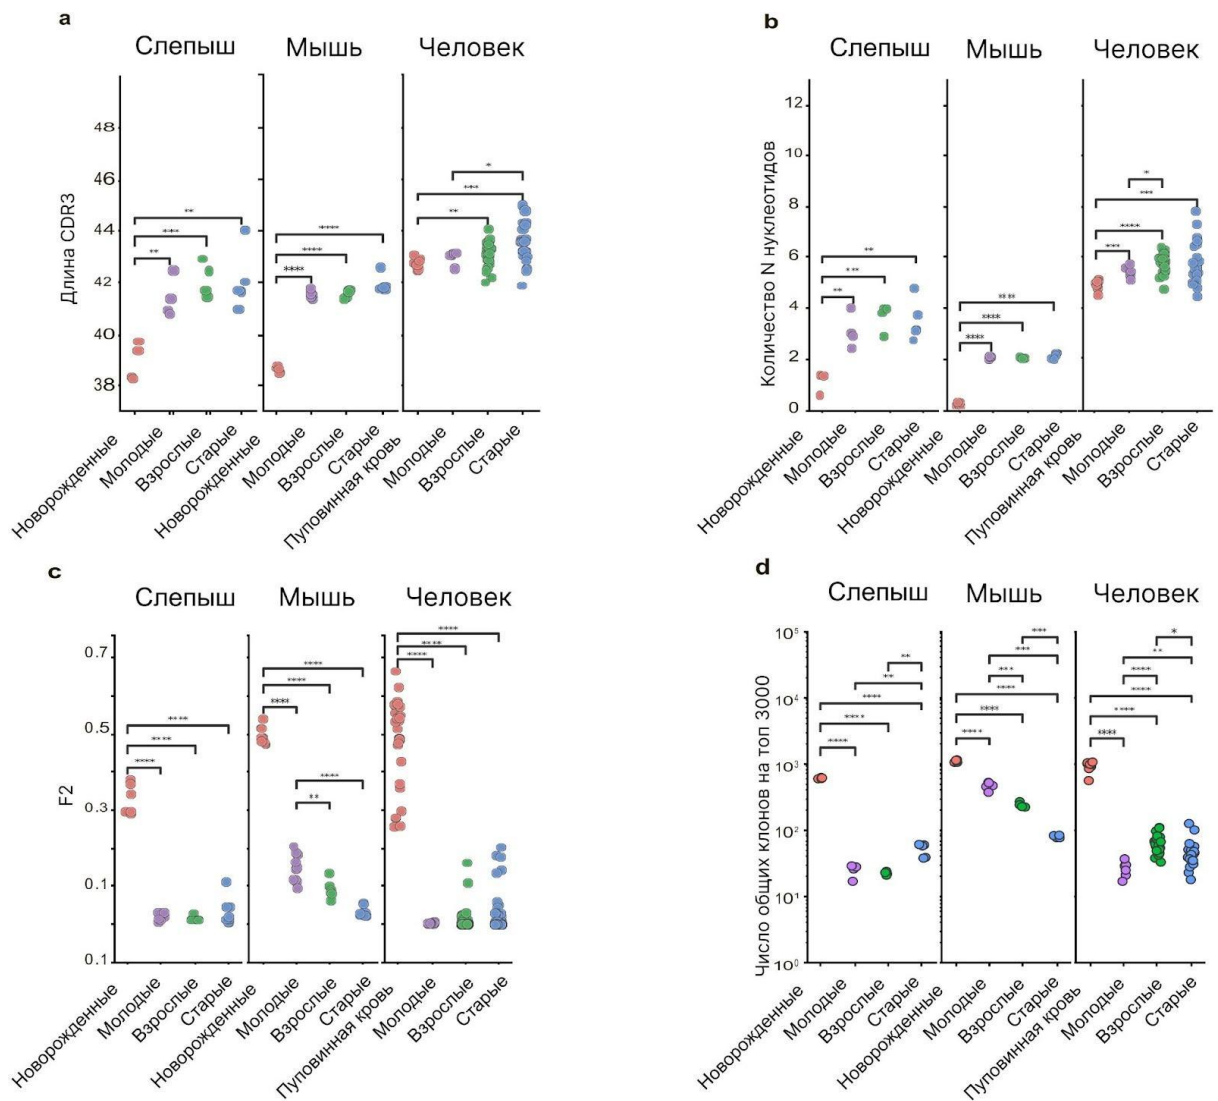 a
Слепыш
Мышь
Человек
Длина CDR3
48
46
44
42
40
38
**
***
**
****
****
****
*
***
**
Новорожденные
Молодые
Взрослые
Старые
Новорожденные
Молодые
Взрослые
Старые
Пуповинная кровь
Молодые
Взрослые
Старые
b
Слепыш
Мышь
Человек
Количество N нуклеотидов
12
10
8
6
4
2
0
**
***
**
****
****
****
*
***
****
***
Новорожденные
Молодые
Взрослые
Старые
Новорожденные
Молодые
Взрослые
Старые
Пуповинная кровь
Молодые
Взрослые
Старые
c
Слепыш
Мышь
Человек
F2
0.7
0.5
0.3
0.1
0.1
****
****
****
****
****
****
****
**
****
****
****
Новорожденные
Молодые
Взрослые
Старые
Новорожденные
Молодые
Взрослые
Старые
Пуповинная кровь
Молодые
Взрослые
Старые
d
Слепыш
Мышь
Человек
Число общих клонов на топ 3000
10⁵
10⁴
10³
10²
10¹
10⁰
**
**
****
****
****
***
***
***
****
****
****
*
**
****
****
****
****
Новорожденные
Молодые
Взрослые
Старые
Новорожденные
Молодые
Взрослые
Старые
Пуповинная кровь
Молодые
Взрослые
Старые